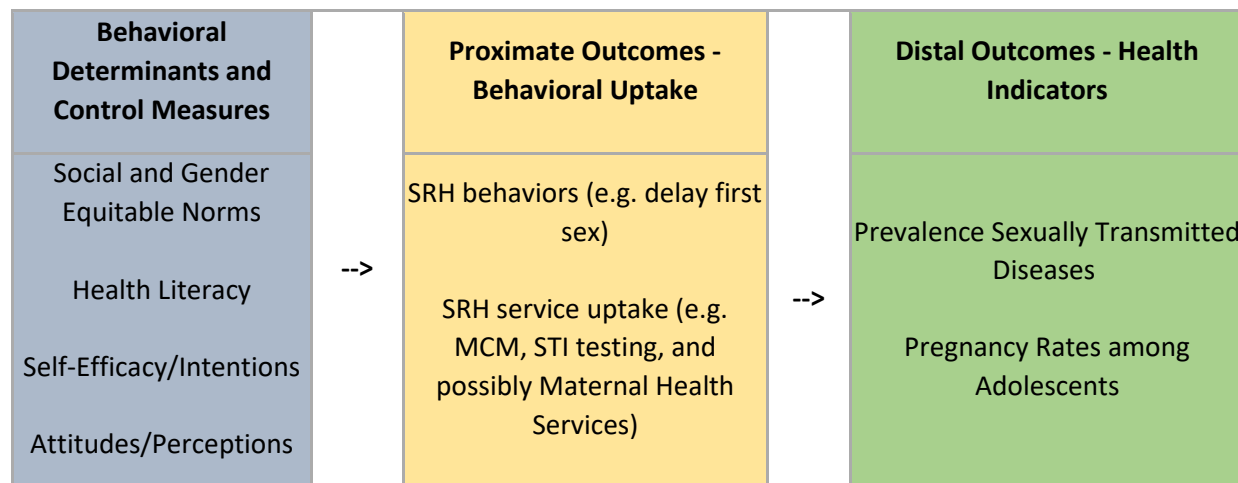 Behavioral
Determinants and
Control Measures
Social and Gender
Equitable Norms
Health Literacy
Self-Efficacy/Intentions
Attitudes/Perceptions
-->
Proximate Outcomes -
Behavioral Uptake
SRH behaviors (e.g. delay first
sex)
SRH service uptake (e.g.
MCM, STI testing, and
possibly Maternal Health
Services)
-->
Distal Outcomes - Health
Indicators
Prevalence Sexually Transmitted
Diseases
Pregnancy Rates among
Adolescents